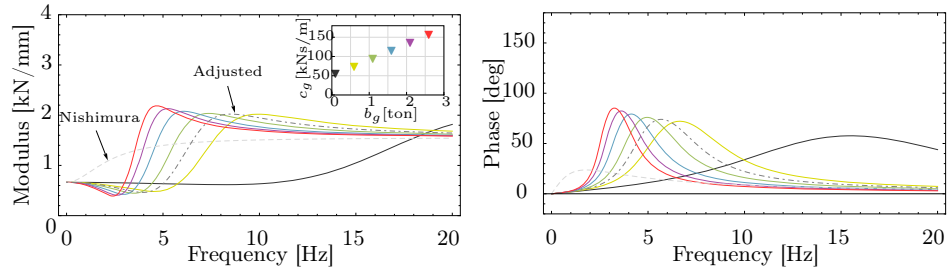 Modulus [kN/mm]
4
3
2
1
0
0 5 10 15 20
Frequency [Hz]
Nishimura
Adjusted
c_g [kNs/m]
150
100
50
0
0 1 2 3
b_g [ton]
Phase [deg]
150
100
50
0
0 5 10 15 20
Frequency [Hz]